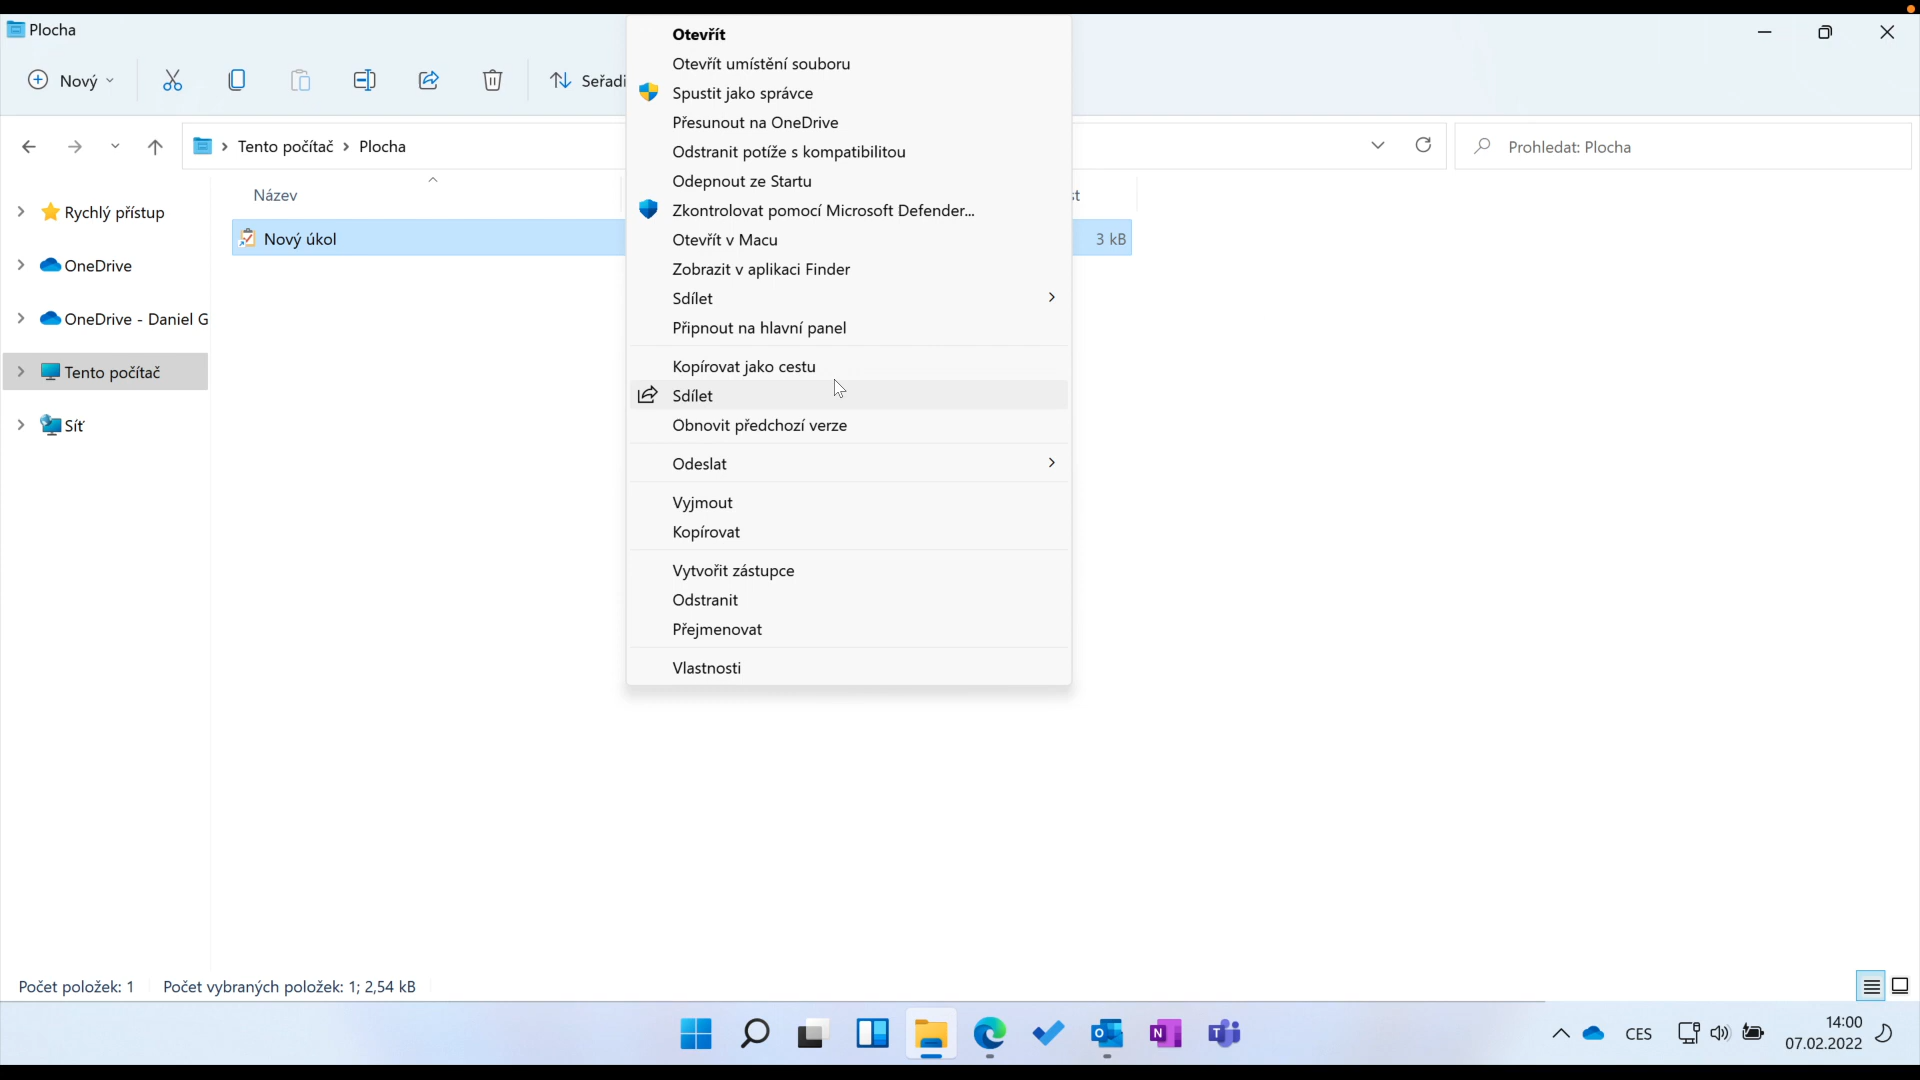 Plocha
Nový
Seřadi
Tento počítač > Plocha
Prohledat: Plocha
Název
st
Rychlý přístup
OneDrive
OneDrive - Daniel G
Tento počítač
Síť
Nový úkol
3 kB
Otevřít
Otevřít umístění souboru
Spustit jako správce
Přesunout na OneDrive
Odstranit potíže s kompatibilitou
Odepnout ze Startu
Zkontrolovat pomocí Microsoft Defender...
Otevřít v Macu
Zobrazit v aplikaci Finder
Sdílet
Připnout na hlavní panel
Kopírovat jako cestu
Sdílet
Obnovit předchozí verze
Odeslat
Vyjmout
Kopírovat
Vytvořit zástupce
Odstranit
Přejmenovat
Vlastnosti
Počet položek: 1
Počet vybraných položek: 1; 2,54 kB
CES
14:00
07.02.2022